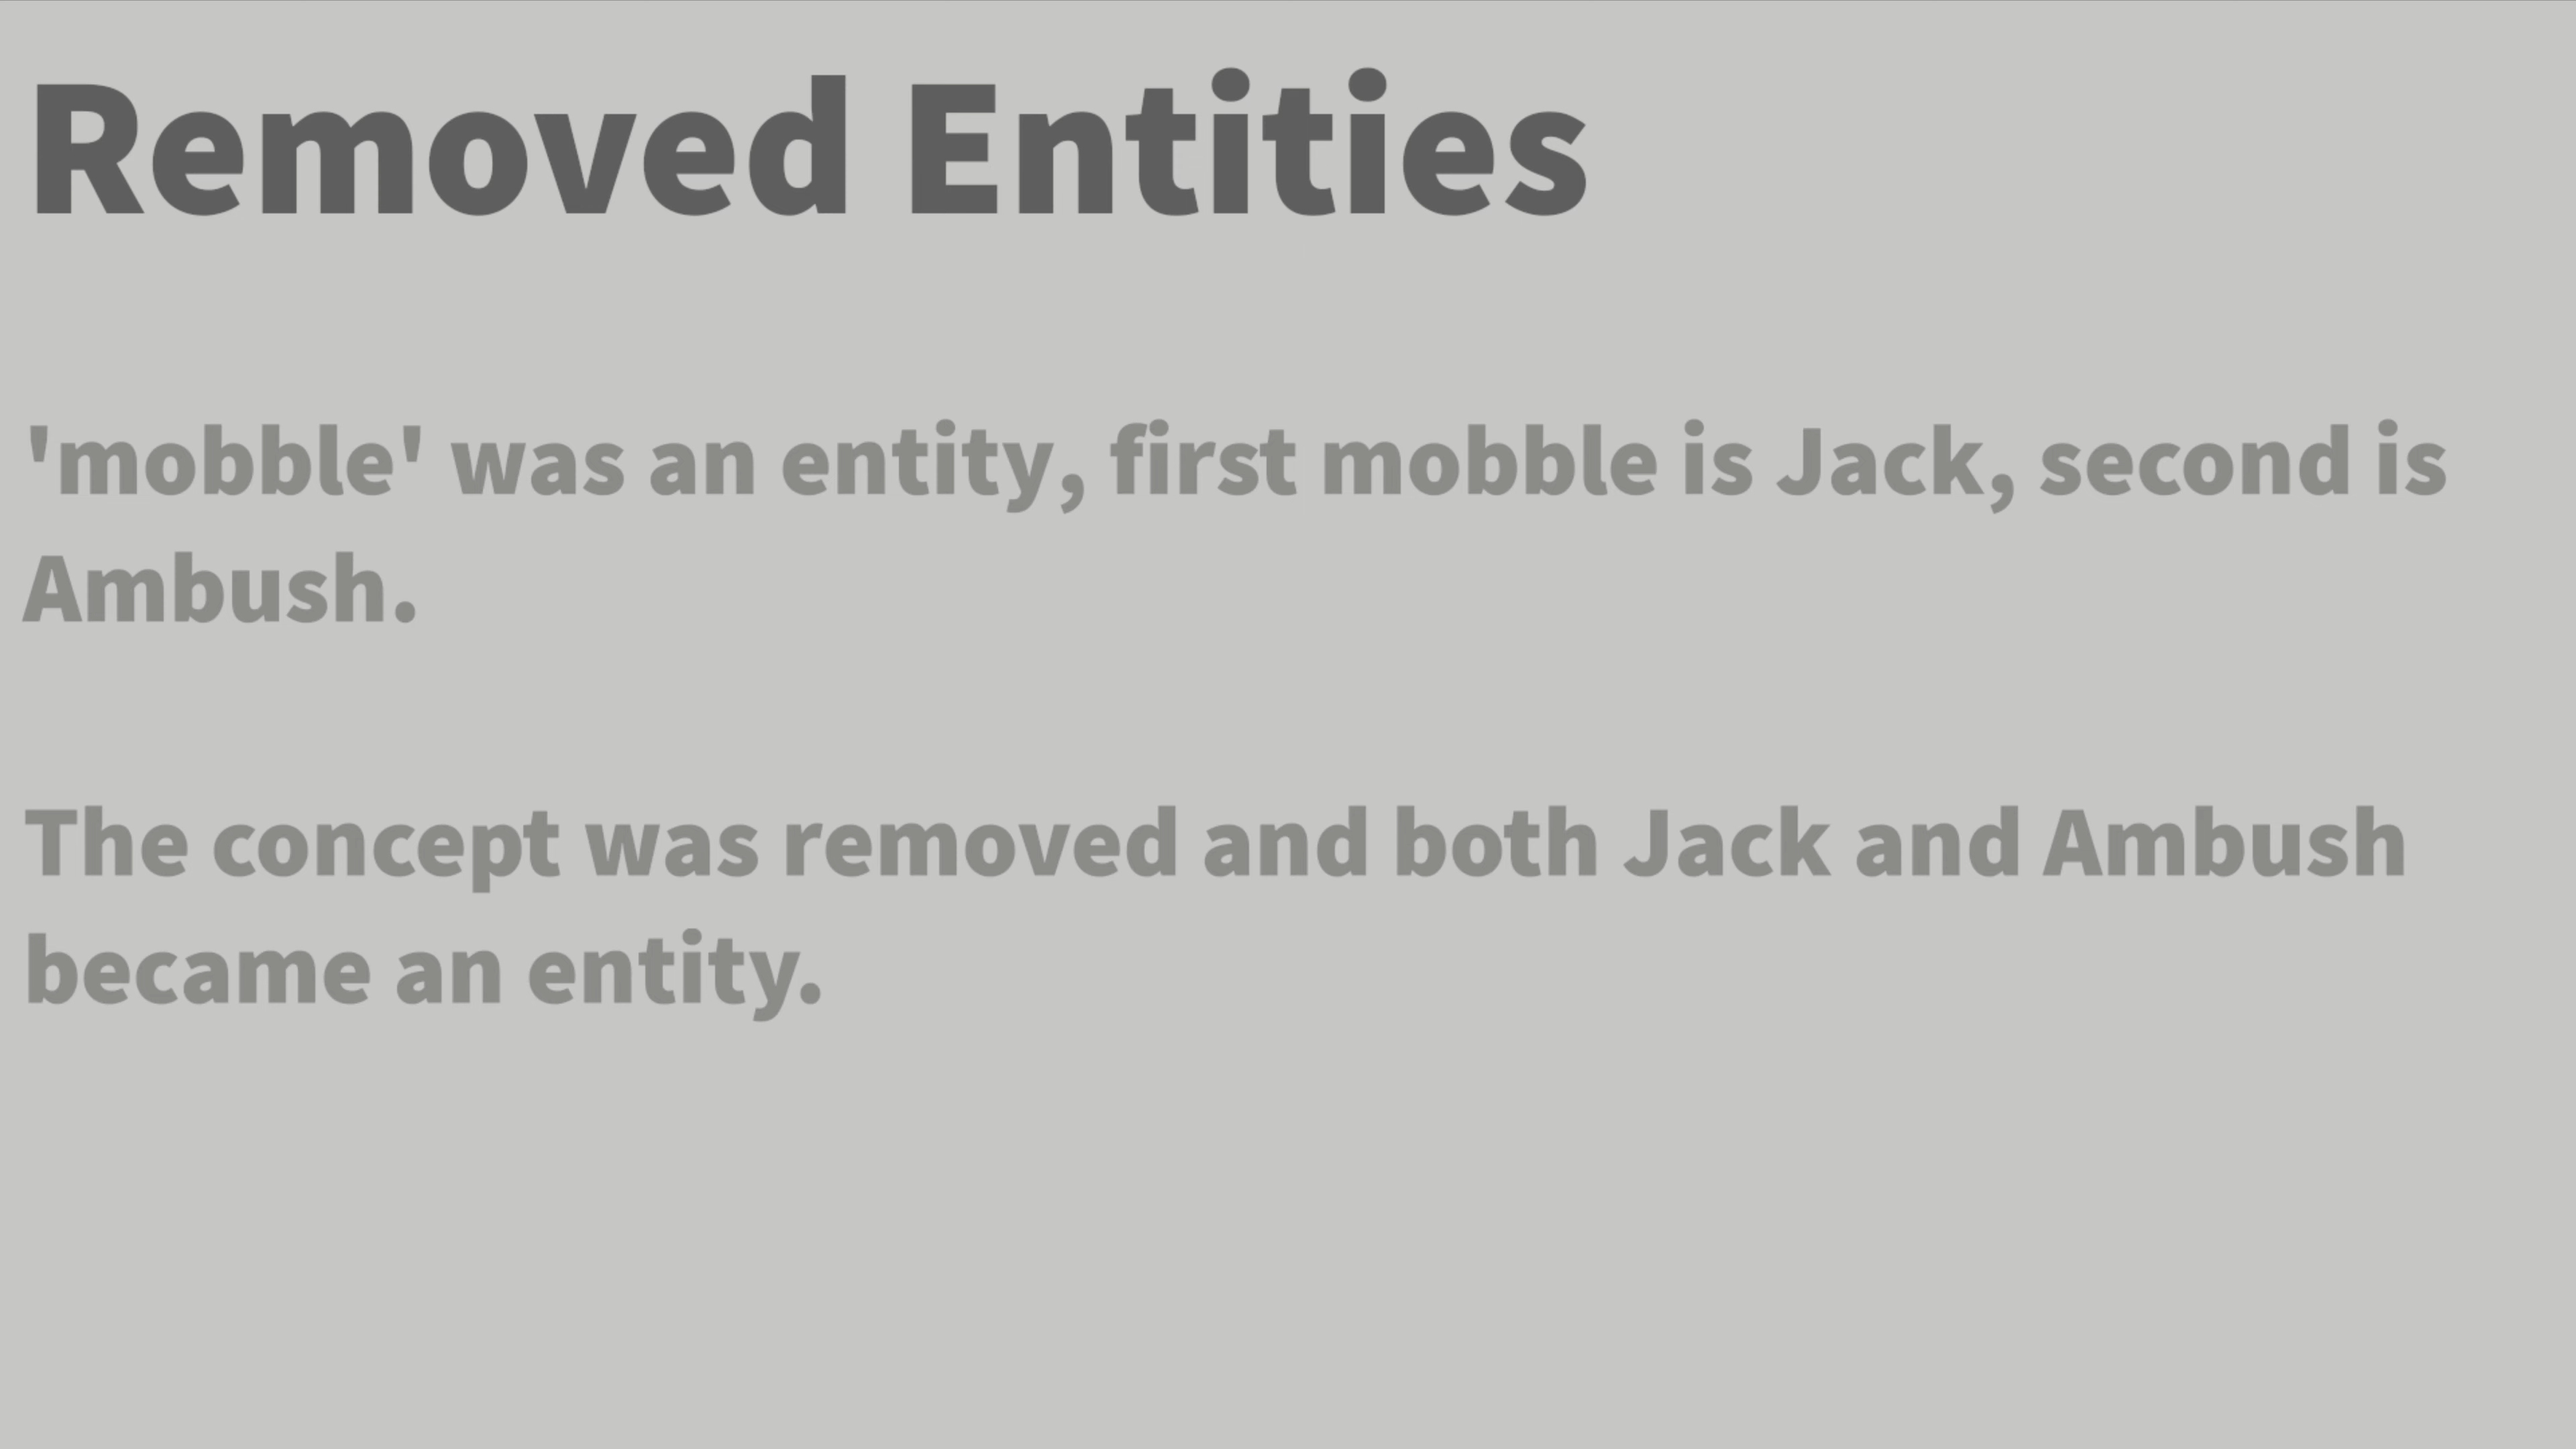 Removed Entities
'mobble' was an entity, first mobble is Jack, second is
Ambush.
The concept was removed and both Jack and Ambush
became an entity.